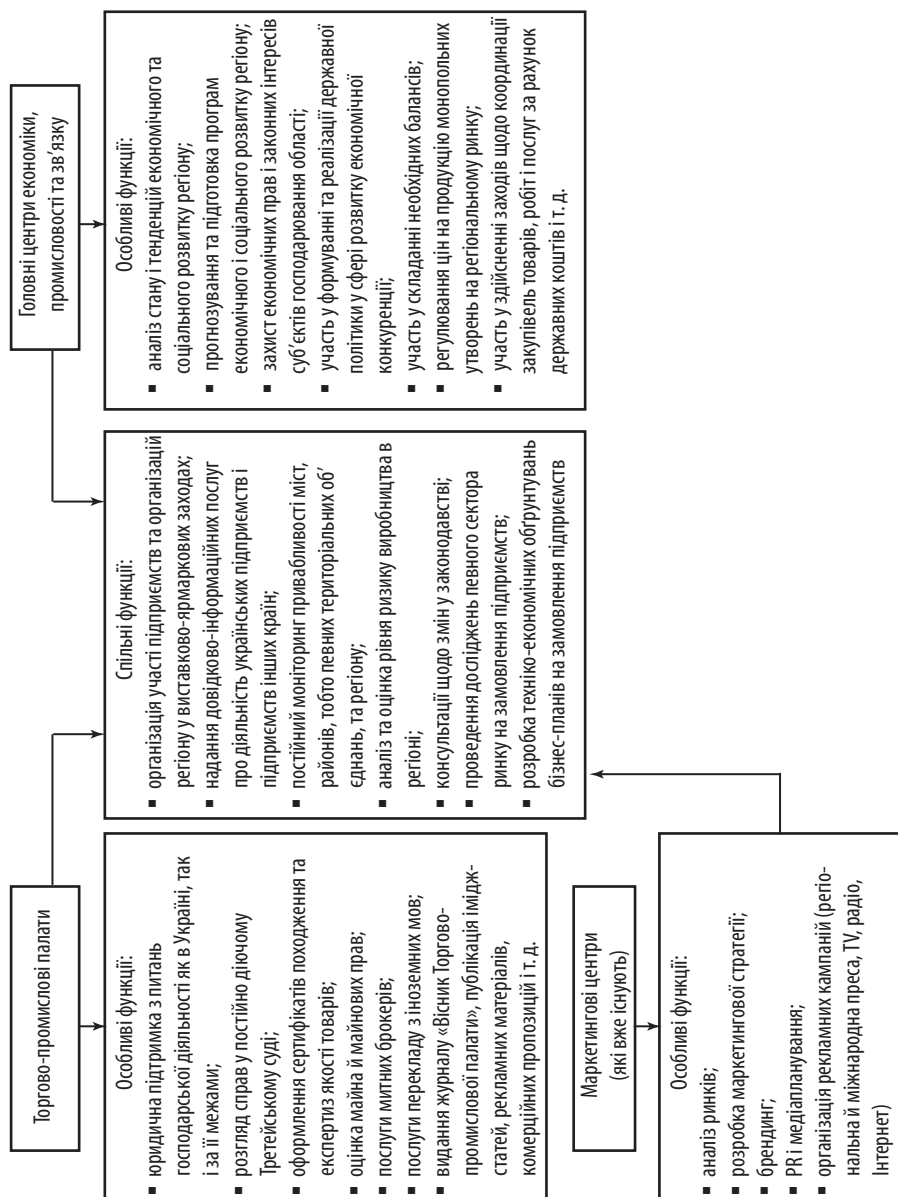 Торгово-промислові палати
Особливі функції:
▪ юридична підтримка з питань
господарської діяльності як в Україні, так
і за її межами;
▪ розгляд справ у постійно діючому
Третейському суді;
▪ оформлення сертифікатів походження та
експертиз якості товарів;
▪ оцінка майна й майнових прав;
▪ послуги митних брокерів;
▪ послуги перекладу з іноземних мов;
▪ видання журналу «Вісник Торгово-
промислової палати», публікація імідж-
статей, рекламних матеріалів,
комерційних пропозицій і т. д.
Маркетингові центри
(які вже існують)
Особливі функції:
▪ аналіз ринків;
▪ розробка маркетингової стратегії;
▪ брендинг;
▪ PR і медіапланування;
▪ організація рекламних кампаній (регіо-
нальна й міжнародна преса, TV, радіо,
Інтернет)
Спільні функції:
▪ організація участі підприємств та організацій
регіону у виставково-ярмаркових заходах;
▪ надання довідково-інформаційних послуг
про діяльність українських підприємств і
підприємств інших країн;
▪ постійний моніторинг привабливості міст,
районів, тобто певних територіальних об’
єднань, та регіону;
▪ аналіз та оцінка рівня ризику виробництва в
регіоні;
▪ консультації щодо змін у законодавстві;
▪ проведення досліджень певного сектора
ринку на замовлення підприємств;
▪ розробка техніко-економічних обґрунтувань
бізнес-планів на замовлення підприємств
Головні центри економіки,
промисловості та зв’язку
Особливі функції:
▪ аналіз стану і тенденцій економічного та
соціального розвитку регіону;
▪ прогнозування та підготовка програм
економічного і соціального розвитку регіону;
▪ захист економічних прав і законних інтересів
суб’єктів господарювання області;
▪ участь у формуванні та реалізації державної
політики у сфері розвитку економічної
конкуренції;
▪ участь у складанні необхідних балансів;
▪ регулювання цін на продукцію монопольних
утворень на регіональному ринку;
▪ участь у здійсненні заходів щодо координації
закупівель товарів, робіт і послуг за рахунок
державних коштів і т. д.